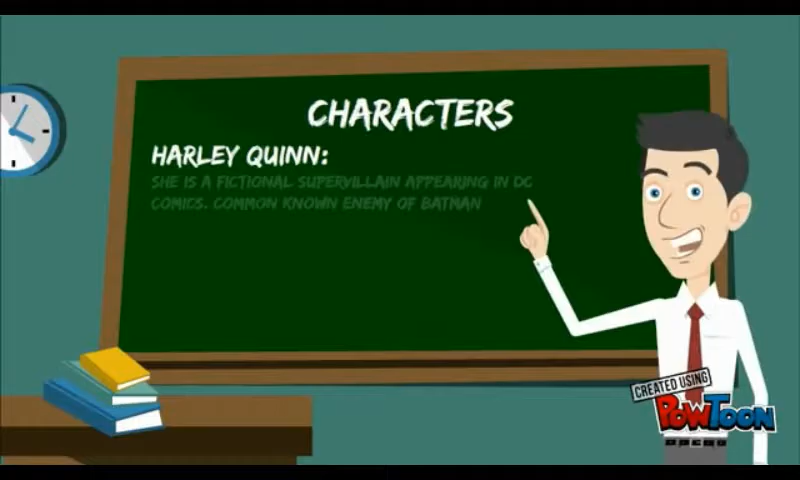 CHARACTERS
HARLEY QUINN:
SHE IS A FICTIONAL SUPERVILLAIN APPEARING IN DC
COMICS. COMMON KNOWN ENEMY OF BATMAN
CREATED USING
POWTOON